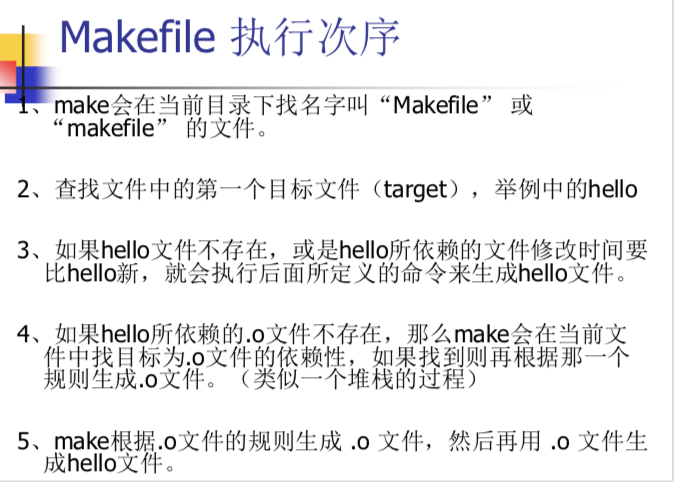 Makefile 执行次序
1、make会在当前目录下找名字叫“Makefile” 或
“makefile” 的文件。
2、查找文件中的第一个目标文件（target），举例中的hello
3、如果hello文件不存在，或是hello所依赖的文件修改时间要
比hello新，就会执行后面所定义的命令来生成hello文件。
4、如果hello所依赖的.o文件不存在，那么make会在当前文
件中找目标为.o文件的依赖性，如果找到则再根据那一个
规则生成.o文件。（类似一个堆栈的过程）
5、make根据.o文件的规则生成 .o 文件，然后再用 .o 文件生
成hello文件。